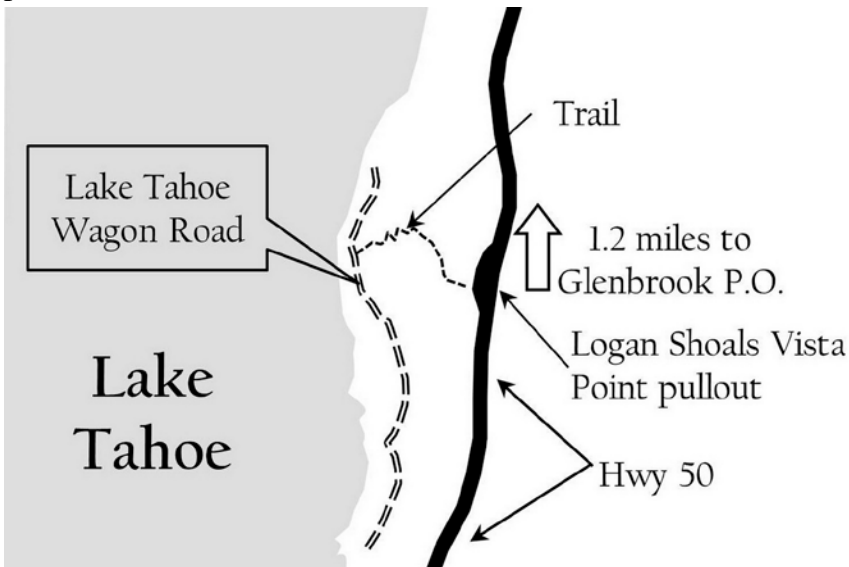 Trail
Lake Tahoe
Wagon Road
1.2 miles to
Glenbrook P.O.
Logan Shoals Vista
Point pullout
Lake
Tahoe
Hwy 50